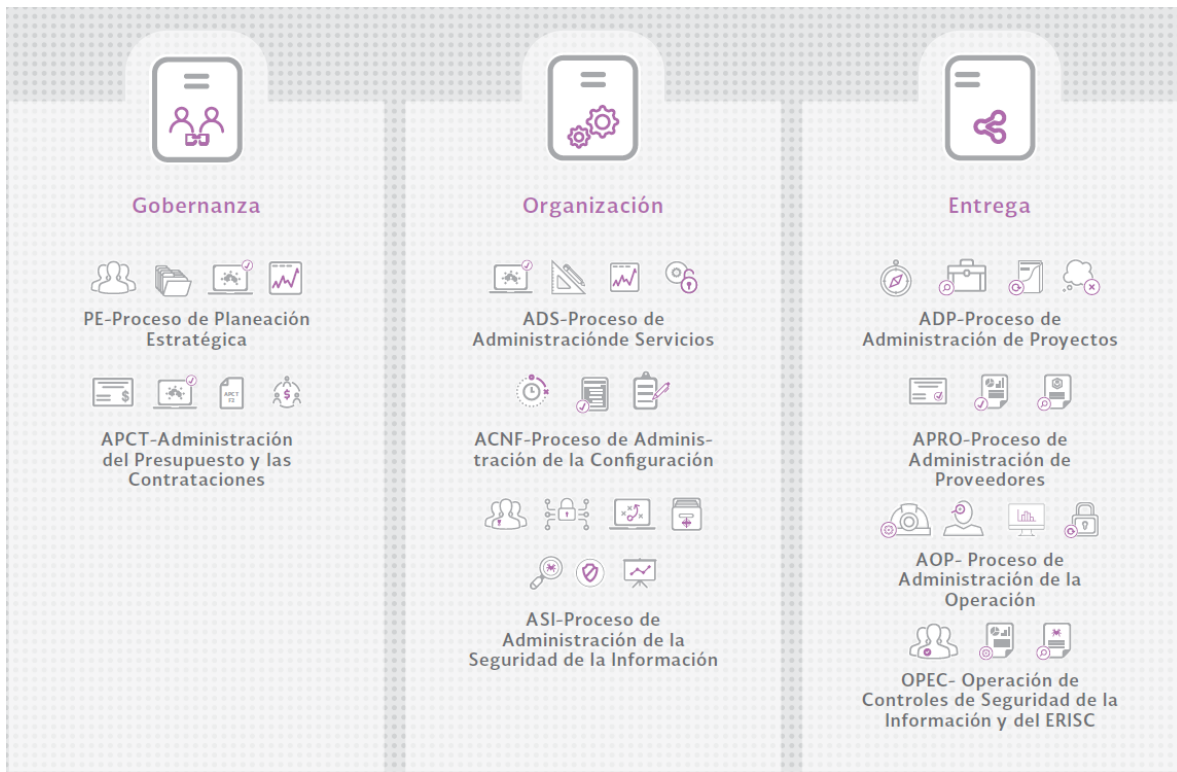 Gobernanza
PE-Proceso de Planeación
Estratégica
$
APCT
F2
$
APCT-Administración
del Presupuesto y las
Contrataciones
Organización
ADS-Proceso de
Administraciónde Servicios
ACNF-Proceso de Adminis-
tración de la Configuración
ASI-Proceso de
Administración de la
Seguridad de la Información
Entrega
ADP-Proceso de
Administración de Proyectos
APRO-Proceso de
Administración de
Proveedores
AOP- Proceso de
Administración de la
Operación
OPEC- Operación de
Controles de Seguridad de la
Información y del ERISC